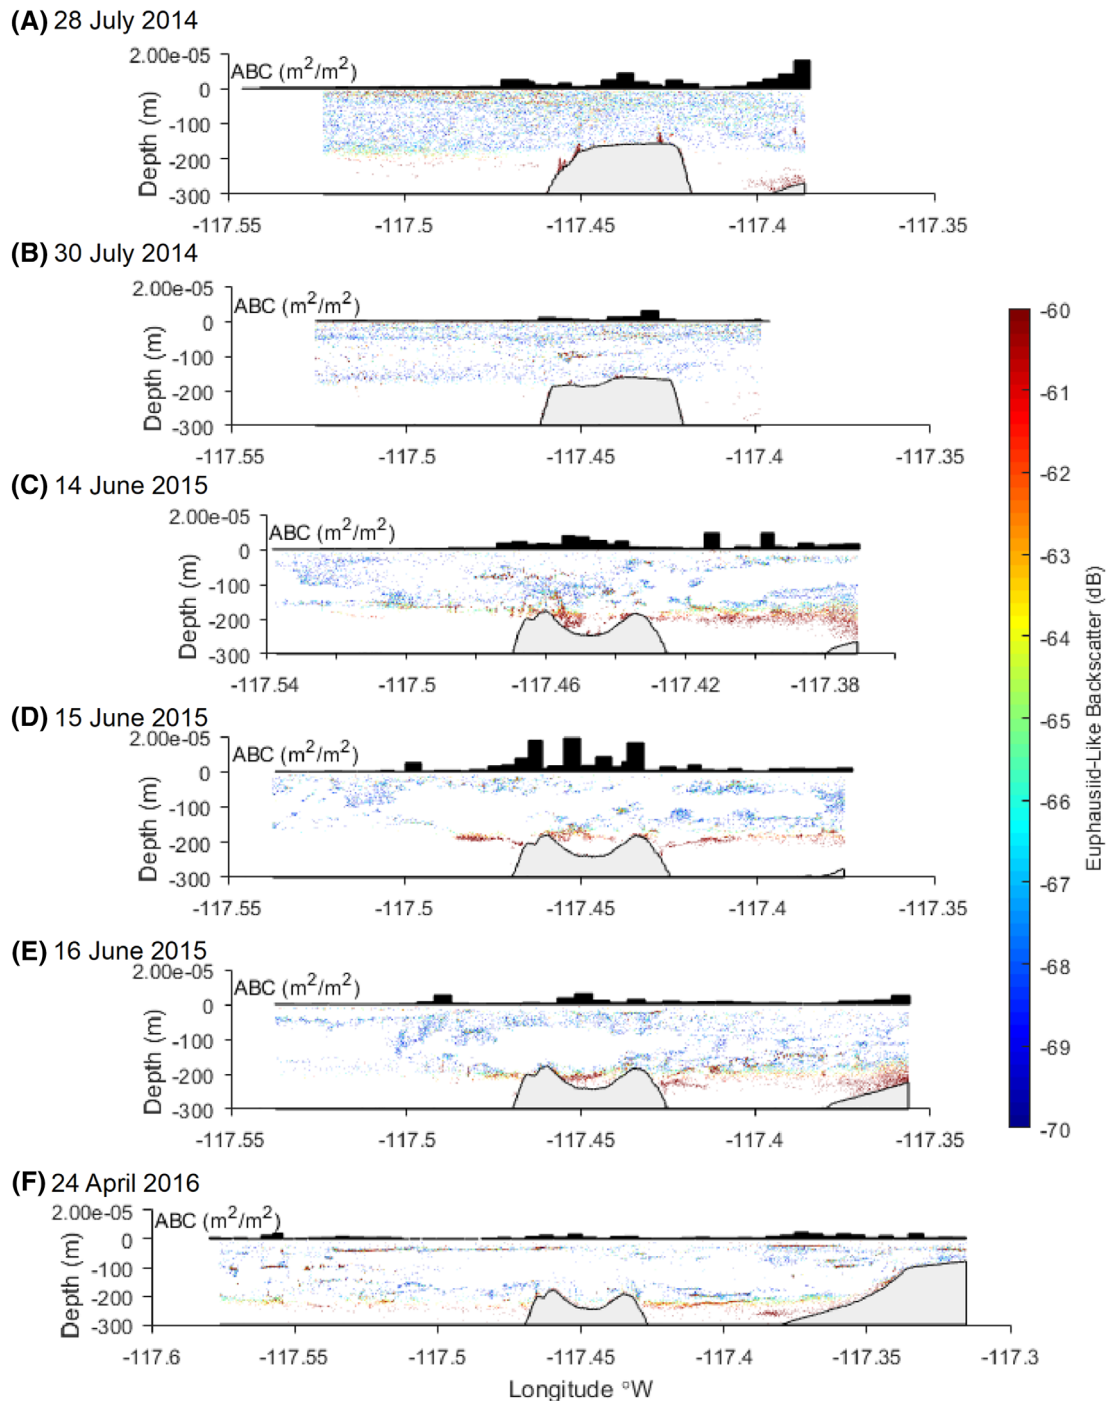 (A) 28 July 2014
2.00e-05
ABC (m²/m²)
0
-100
-200
-300
Depth (m)
-117.55 -117.5 -117.45 -117.4 -117.35
(B) 30 July 2014
2.00e-05
ABC (m²/m²)
0
-100
-200
-300
Depth (m)
-117.55 -117.5 -117.45 -117.4 -117.35
(C) 14 June 2015
2.00e-05
ABC (m²/m²)
0
-100
-200
-300
Depth (m)
-117.54 -117.5 -117.46 -117.42 -117.38
(D) 15 June 2015
2.00e-05
ABC (m²/m²)
0
-100
-200
-300
Depth (m)
-117.55 -117.5 -117.45 -117.4 -117.35
(E) 16 June 2015
2.00e-05
ABC (m²/m²)
0
-100
-200
-300
Depth (m)
-117.55 -117.5 -117.45 -117.4 -117.35
(F) 24 April 2016
2.00e-05
ABC (m²/m²)
0
-100
-200
-300
Depth (m)
-117.6 -117.55 -117.5 -117.45 -117.4 -117.35 -117.3
Longitude °W
-60
-61
-62
-63
-64
-65
-66
-67
-68
-69
-70
Euphausiid-Like Backscatter (dB)